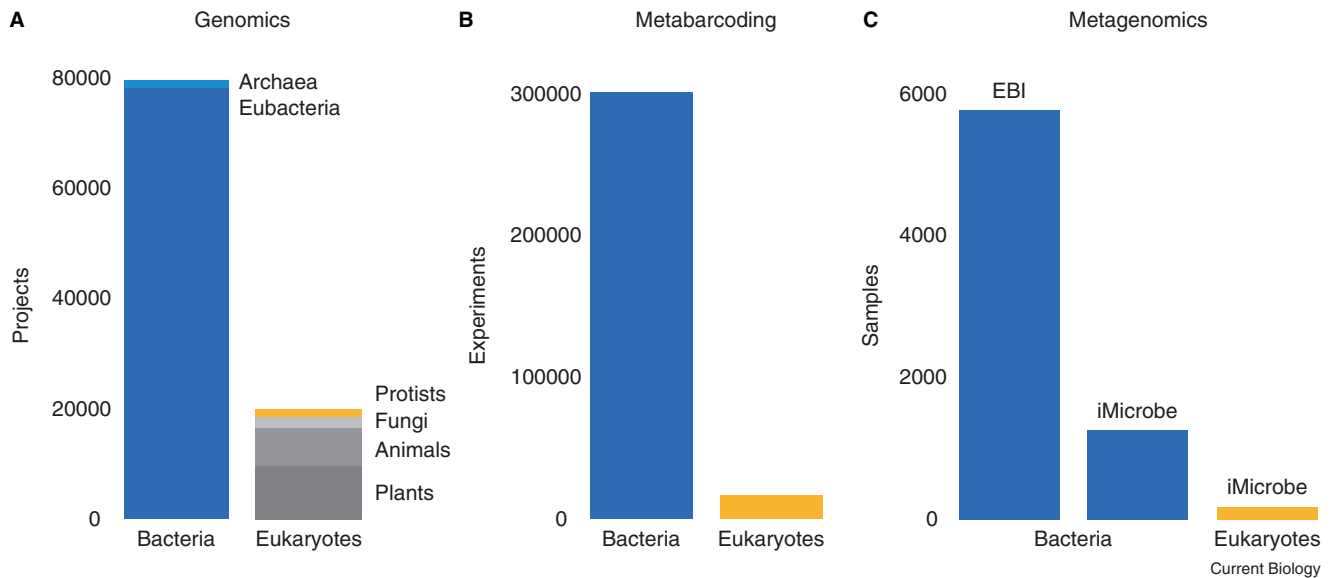 A
Genomics
Projects
80000
60000
40000
20000
0
Archaea
Eubacteria
Protists
Fungi
Animals
Plants
Bacteria
Eukaryotes
B
Metabarcoding
Experiments
300000
200000
100000
0
Bacteria
Eukaryotes
C
Metagenomics
Samples
6000
4000
2000
0
EBI
iMicrobe
iMicrobe
Bacteria
Eukaryotes
Current Biology